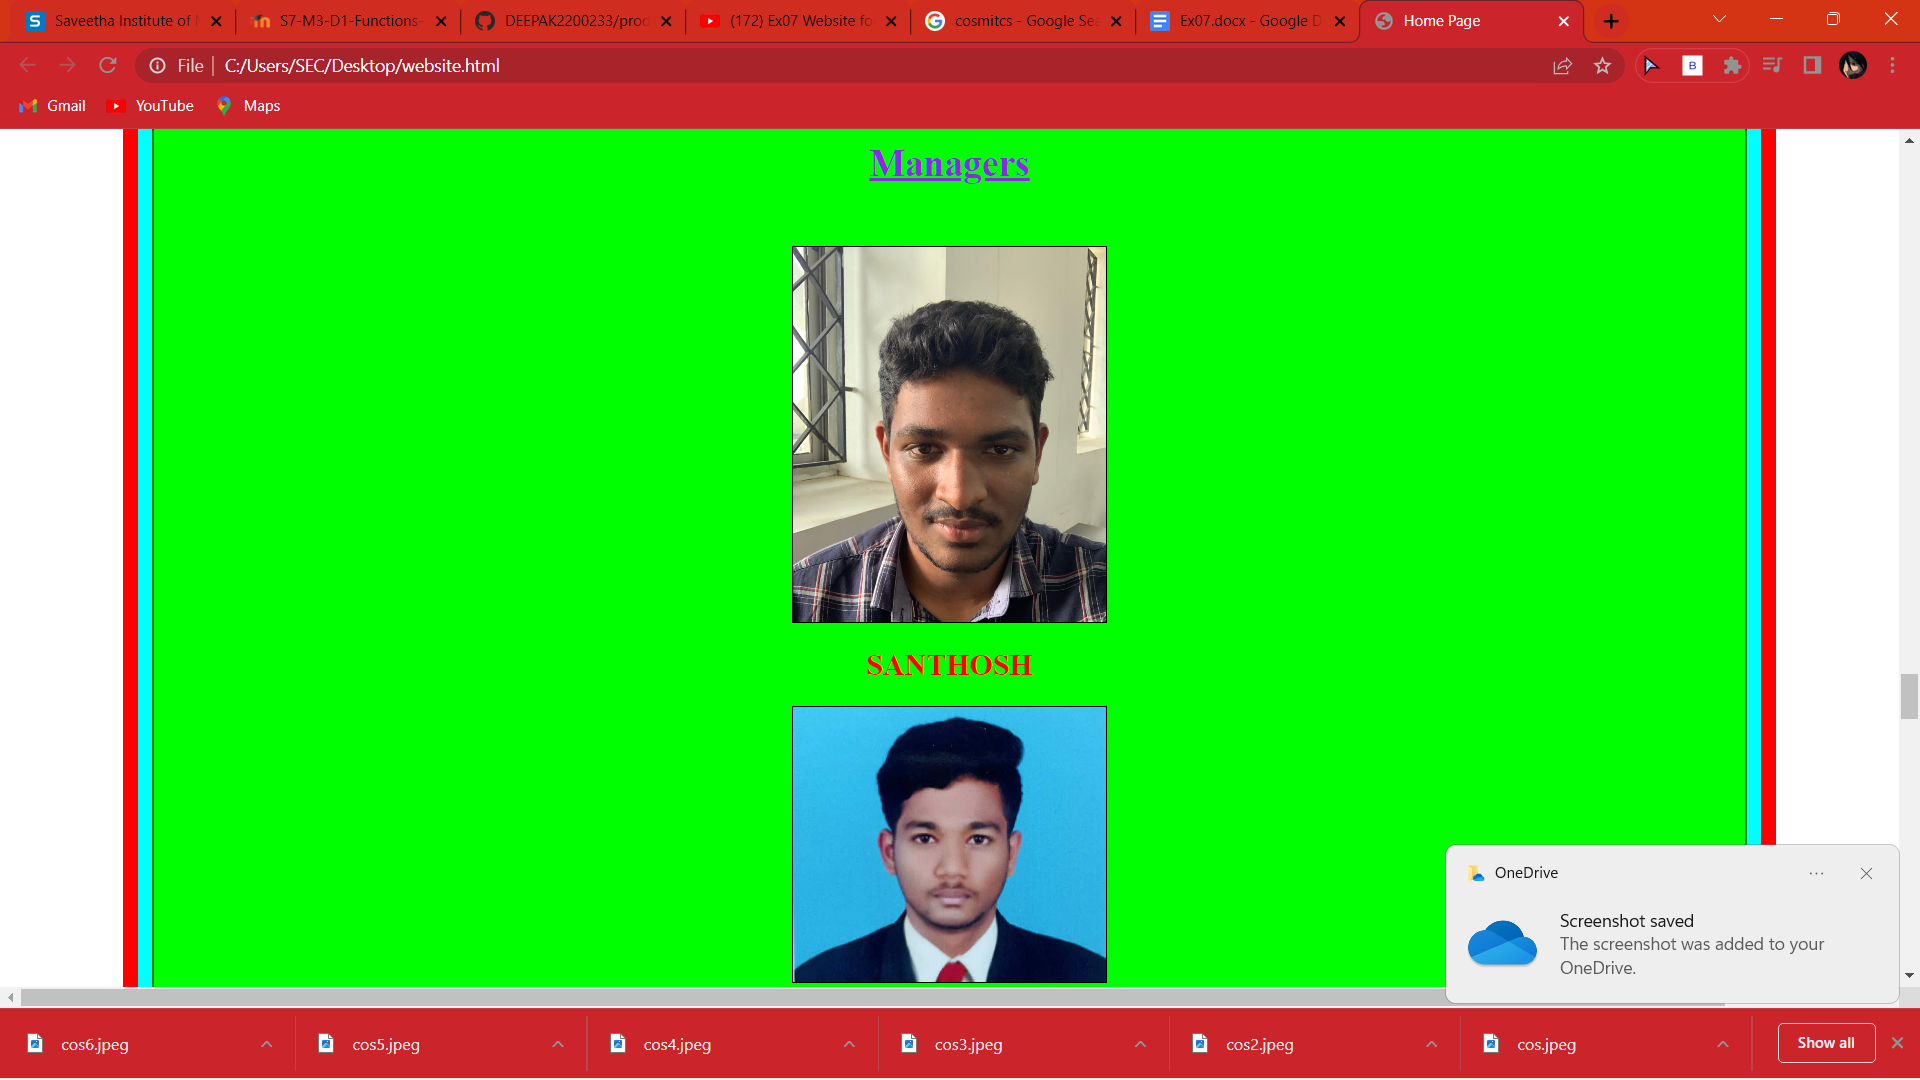 Saveetha Institute of
S7-M3-D1-Functions-
DEEPAK2200233/prod
(172) Ex07 Website fo
cosmitcs - Google Sea
Ex07.docx - Google D
Home Page
File
C:/Users/SEC/Desktop/website.html
B
Gmail
YouTube
Maps
Managers
SANTHOSH
OneDrive
Screenshot saved
The screenshot was added to your
OneDrive.
cos6.jpeg
cos5.jpeg
cos4.jpeg
cos3.jpeg
cos2.jpeg
cos.jpeg
Show all